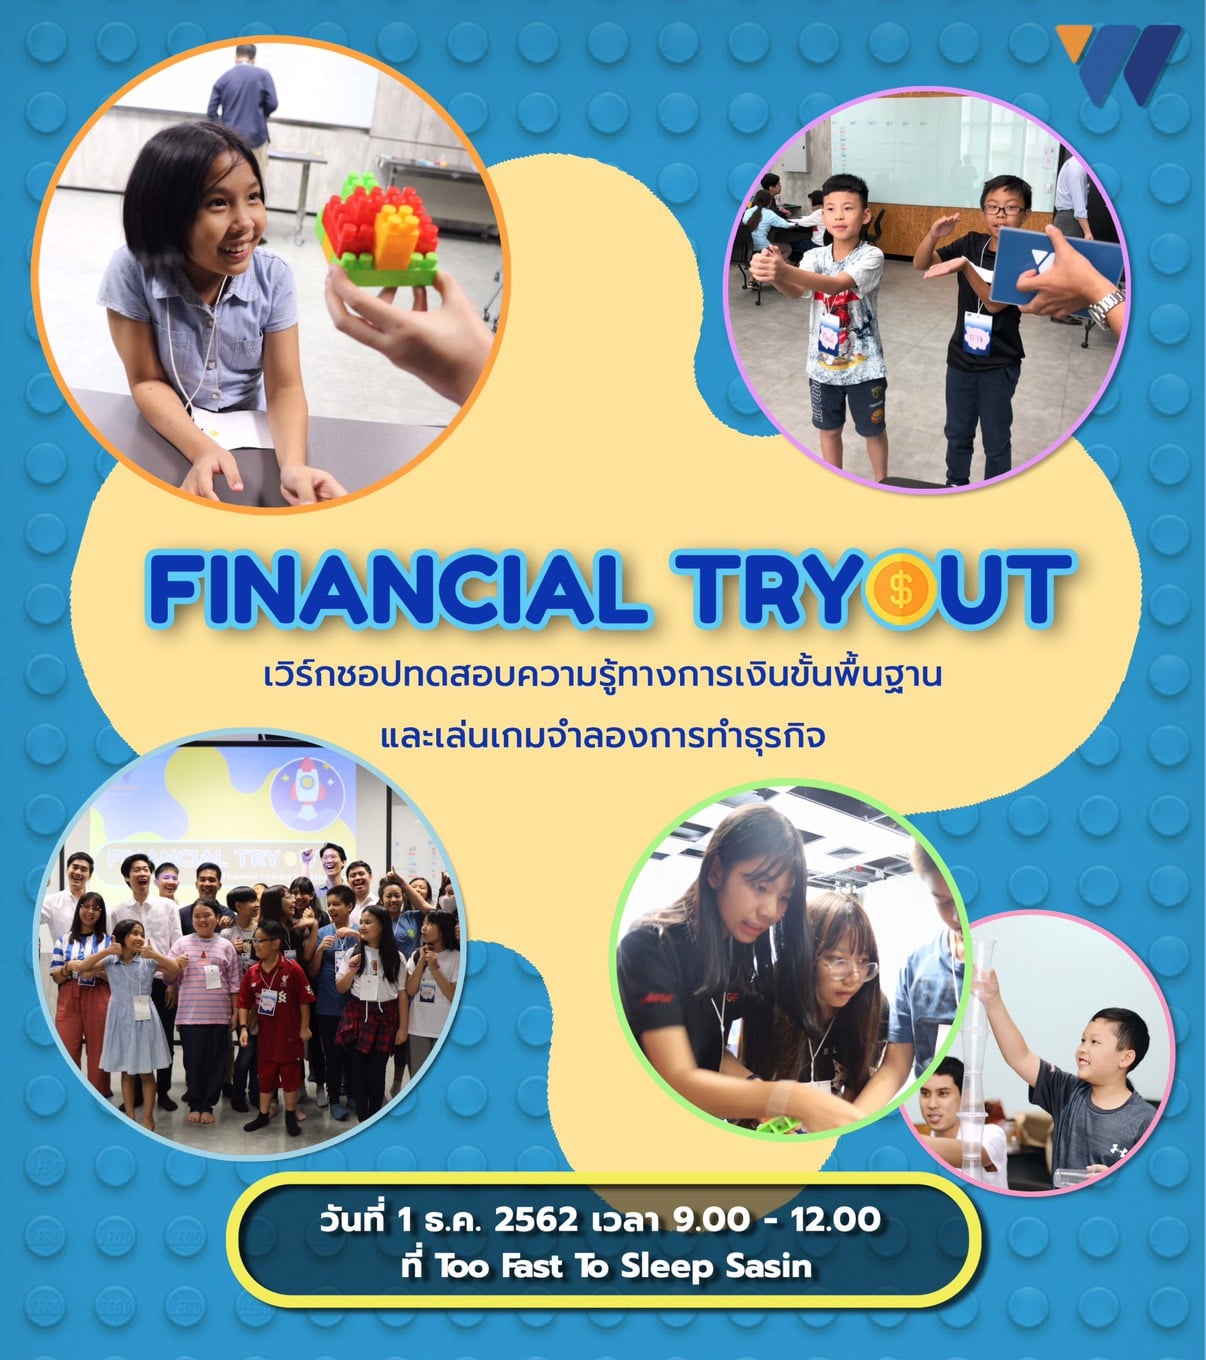 FINANCIAL TRYOUT
เวิร์กชอปทดสอบความรู้ทางการเงินขั้นพื้นฐาน
และเล่นเกมจำลองการทำธุรกิจ
FINANCIAL TRY
Financial Literacy
วันที่ 1 ธ.ค. 2562 เวลา 9.00 - 12.00
ที่ Too Fast To Sleep Sasin